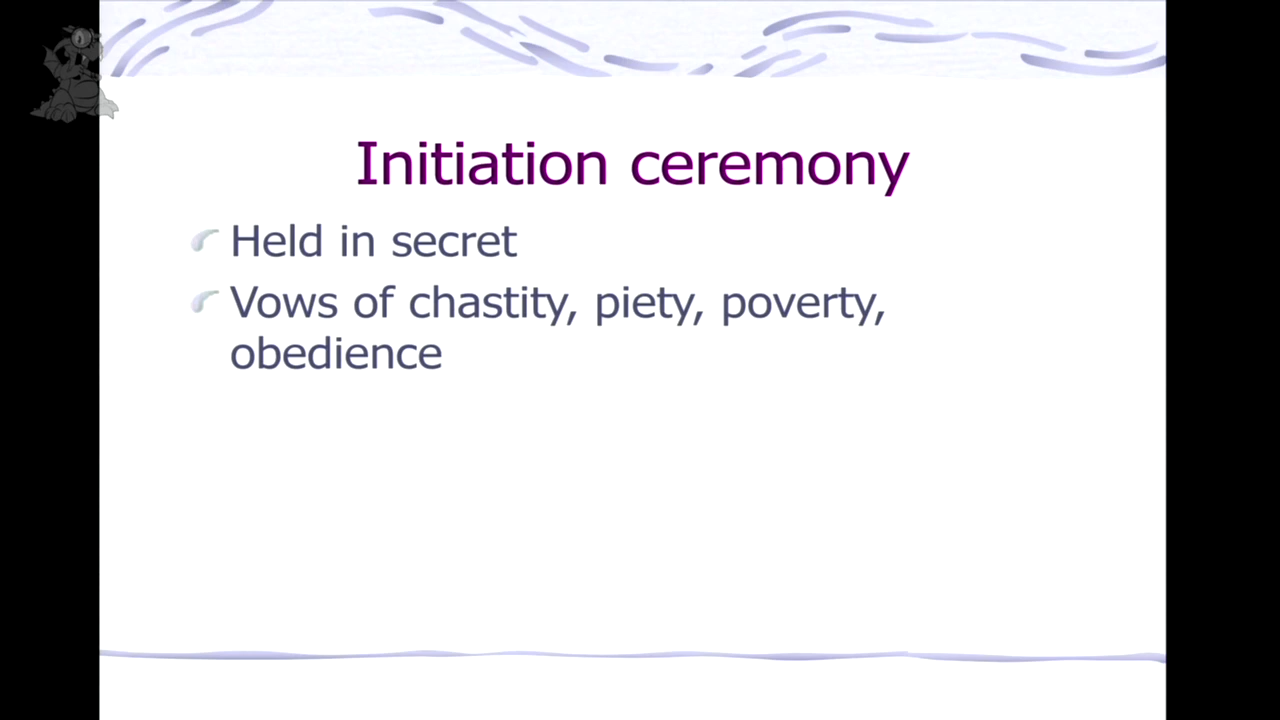 Initiation ceremony
Held in secret
Vows of chastity, piety, poverty,
obedience